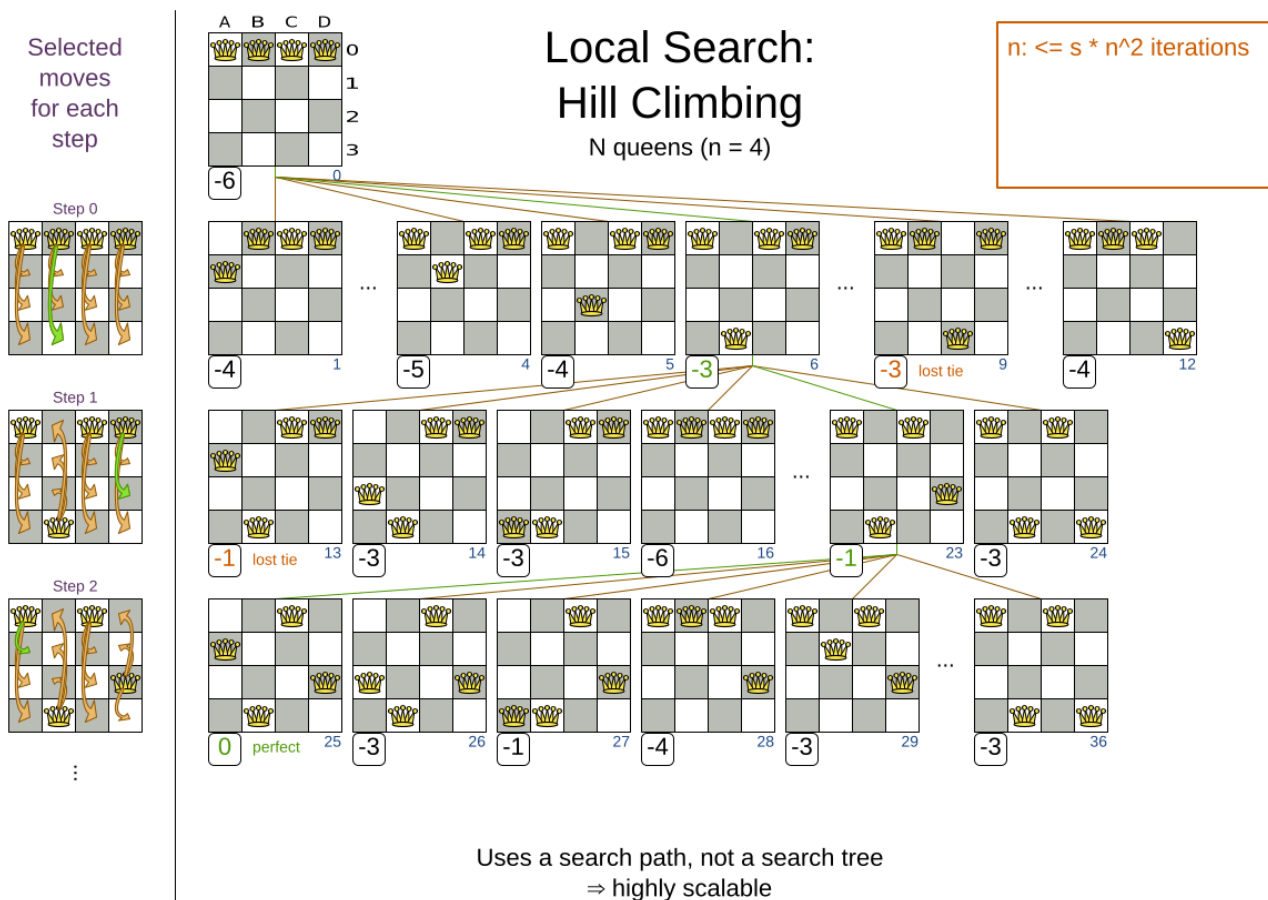 Selected
moves
for each
step
A B C D
0
1
2
3
-6
0
Local Search:
Hill Climbing
N queens (n = 4)
n: <= s * n^2 iterations
Step 0
... ... ...
-4 1
-5 4
-4 5
-3 6
-3 lost tie 9
-4 12
Step 1
...
-1 lost tie 13
-3 14
-3 15
-6 16
-1 23
-3 24
Step 2
...
0 perfect 25
-3 26
-1 27
-4 28
-3 29
-3 36
⋮
Uses a search path, not a search tree
⇒ highly scalable